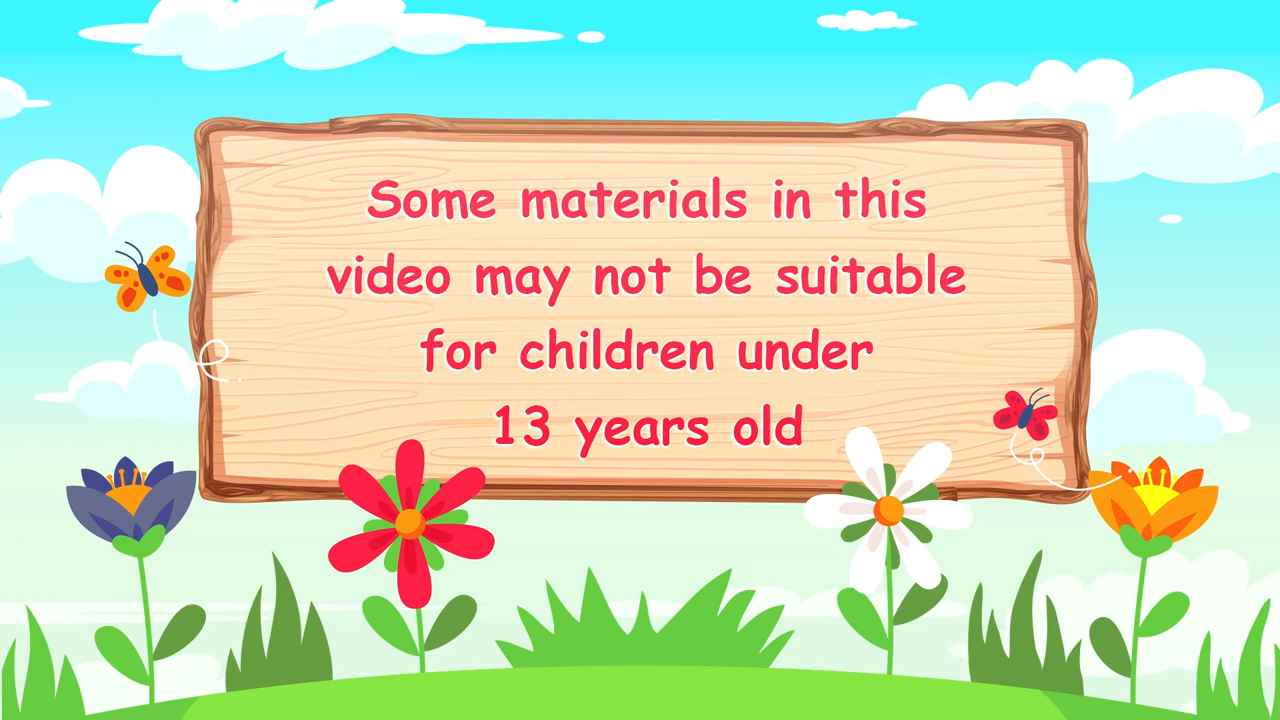 Some materials in this
video may not be suitable
for children under
13 years old